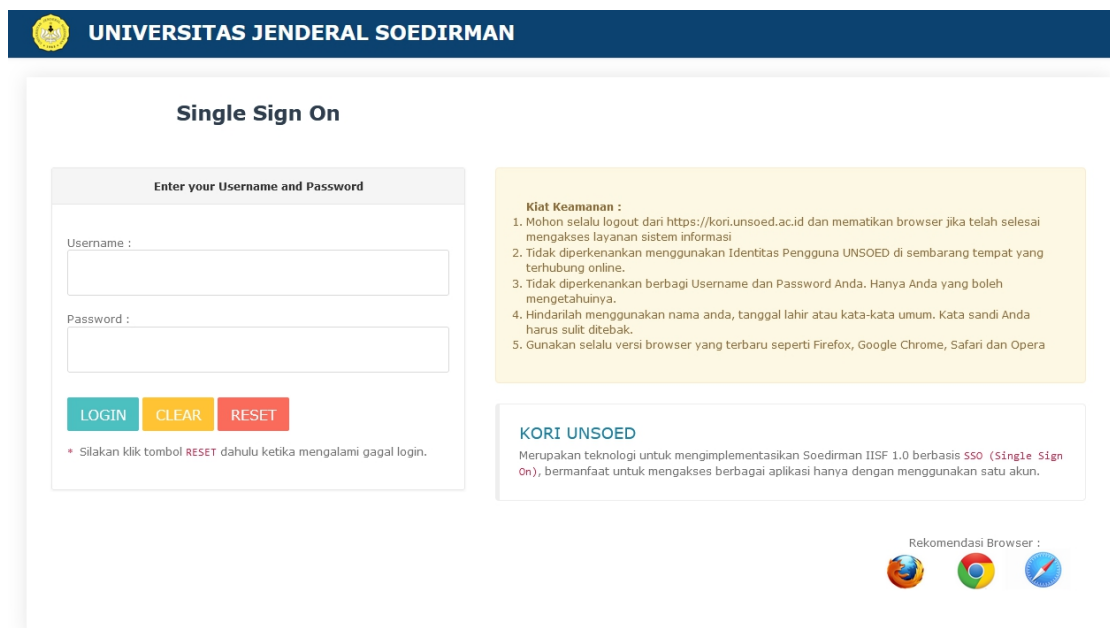 UNIVERSITAS JENDERAL SOEDIRMAN
Single Sign On
Enter your Username and Password
Username :
Password :
LOGIN CLEAR RESET
* Silakan klik tombol RESET dahulu ketika mengalami gagal login.
Kiat Keamanan :
1. Mohon selalu logout dari https://kori.unsoed.ac.id dan mematikan browser jika telah selesai
mengakses layanan sistem informasi
2. Tidak diperkenankan menggunakan Identitas Pengguna UNSOED di sembarang tempat yang
terhubung online.
3. Tidak diperkenankan berbagi Username dan Password Anda. Hanya Anda yang boleh
mengetahuinya.
4. Hindarilah menggunakan nama anda, tanggal lahir atau kata-kata umum. Kata sandi Anda
harus sulit ditebak.
5. Gunakan selalu versi browser yang terbaru seperti Firefox, Google Chrome, Safari dan Opera
KORI UNSOED
Merupakan teknologi untuk mengimplementasikan Soedirman IISF 1.0 berbasis SSO (Single Sign
On), bermanfaat untuk mengakses berbagai aplikasi hanya dengan menggunakan satu akun.
Rekomendasi Browser :